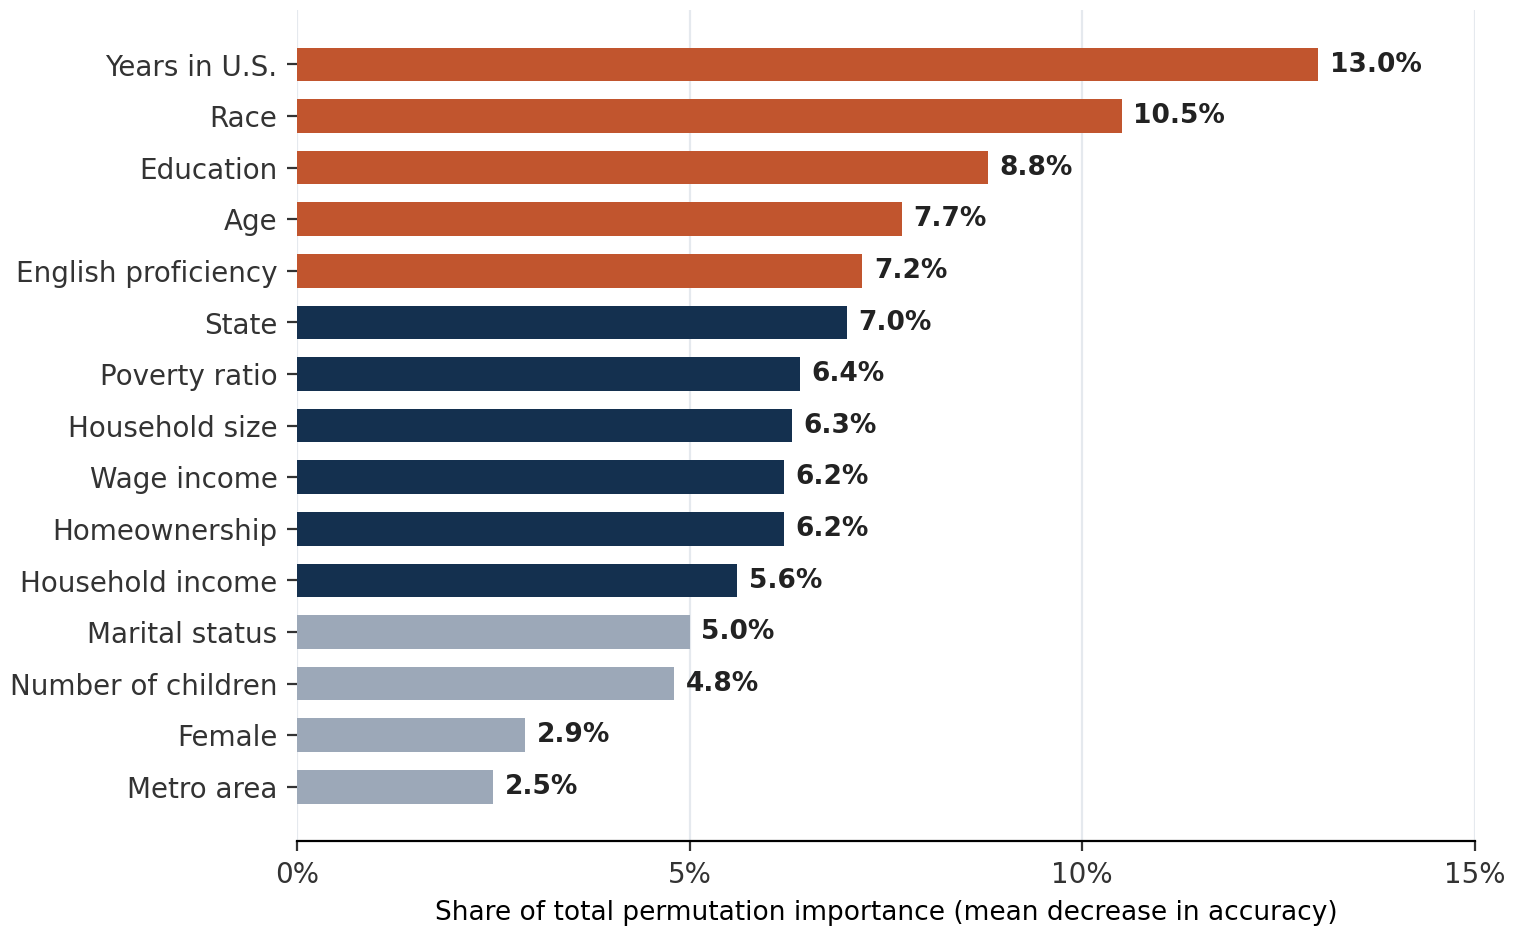 Years in U.S. 13.0%
Race 10.5%
Education 8.8%
Age 7.7%
English proficiency 7.2%
State 7.0%
Poverty ratio 6.4%
Household size 6.3%
Wage income 6.2%
Homeownership 6.2%
Household income 5.6%
Marital status 5.0%
Number of children 4.8%
Female 2.9%
Metro area 2.5%
0% 5% 10% 15%
Share of total permutation importance (mean decrease in accuracy)